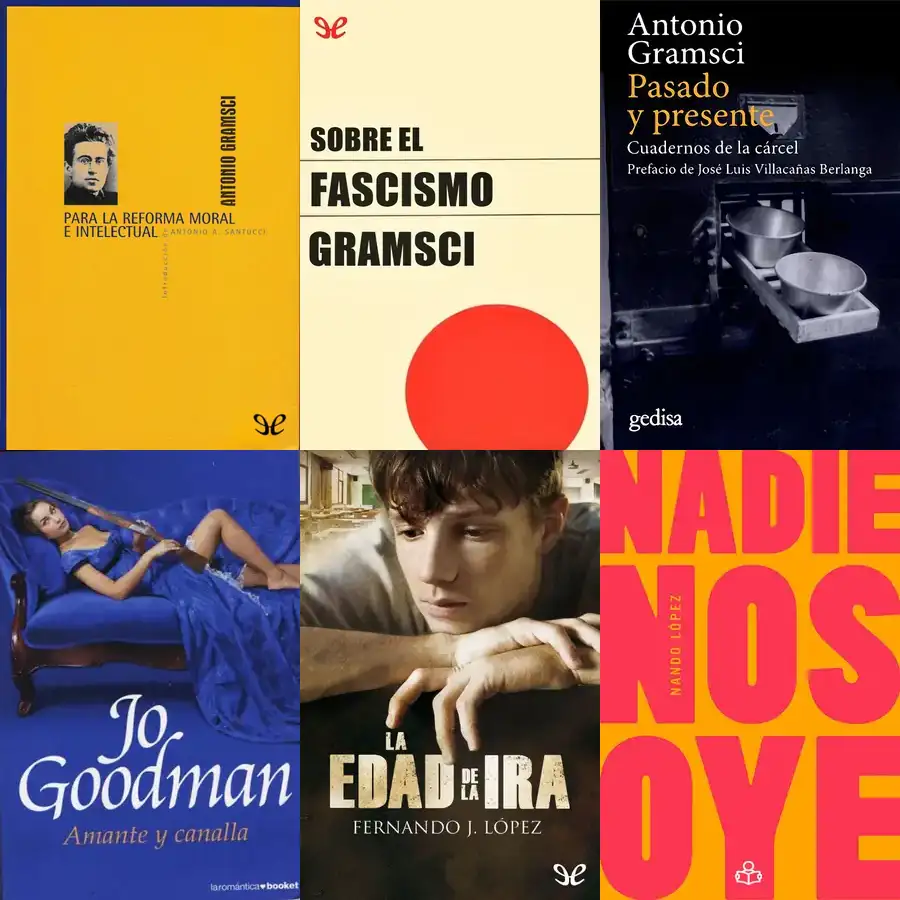 ANTONIO GRAMSCI
PARA LA REFORMA MORAL
E INTELECTUAL
Introducción de ANTONIO A. SANTUCCI
SOBRE EL
FASCISMO
GRAMSCI
Antonio
Gramsci
Pasado
y presente
Cuadernos de la cárcel
Prefacio de José Luis Villacañas Berlanga
gedisa
Jo
Goodman
Amante y canalla
laromántica♥booket
LA
EDAD DE LA IRA
FERNANDO J. LÓPEZ
NADIE
NOS
NANDO LÓPEZ
OYE